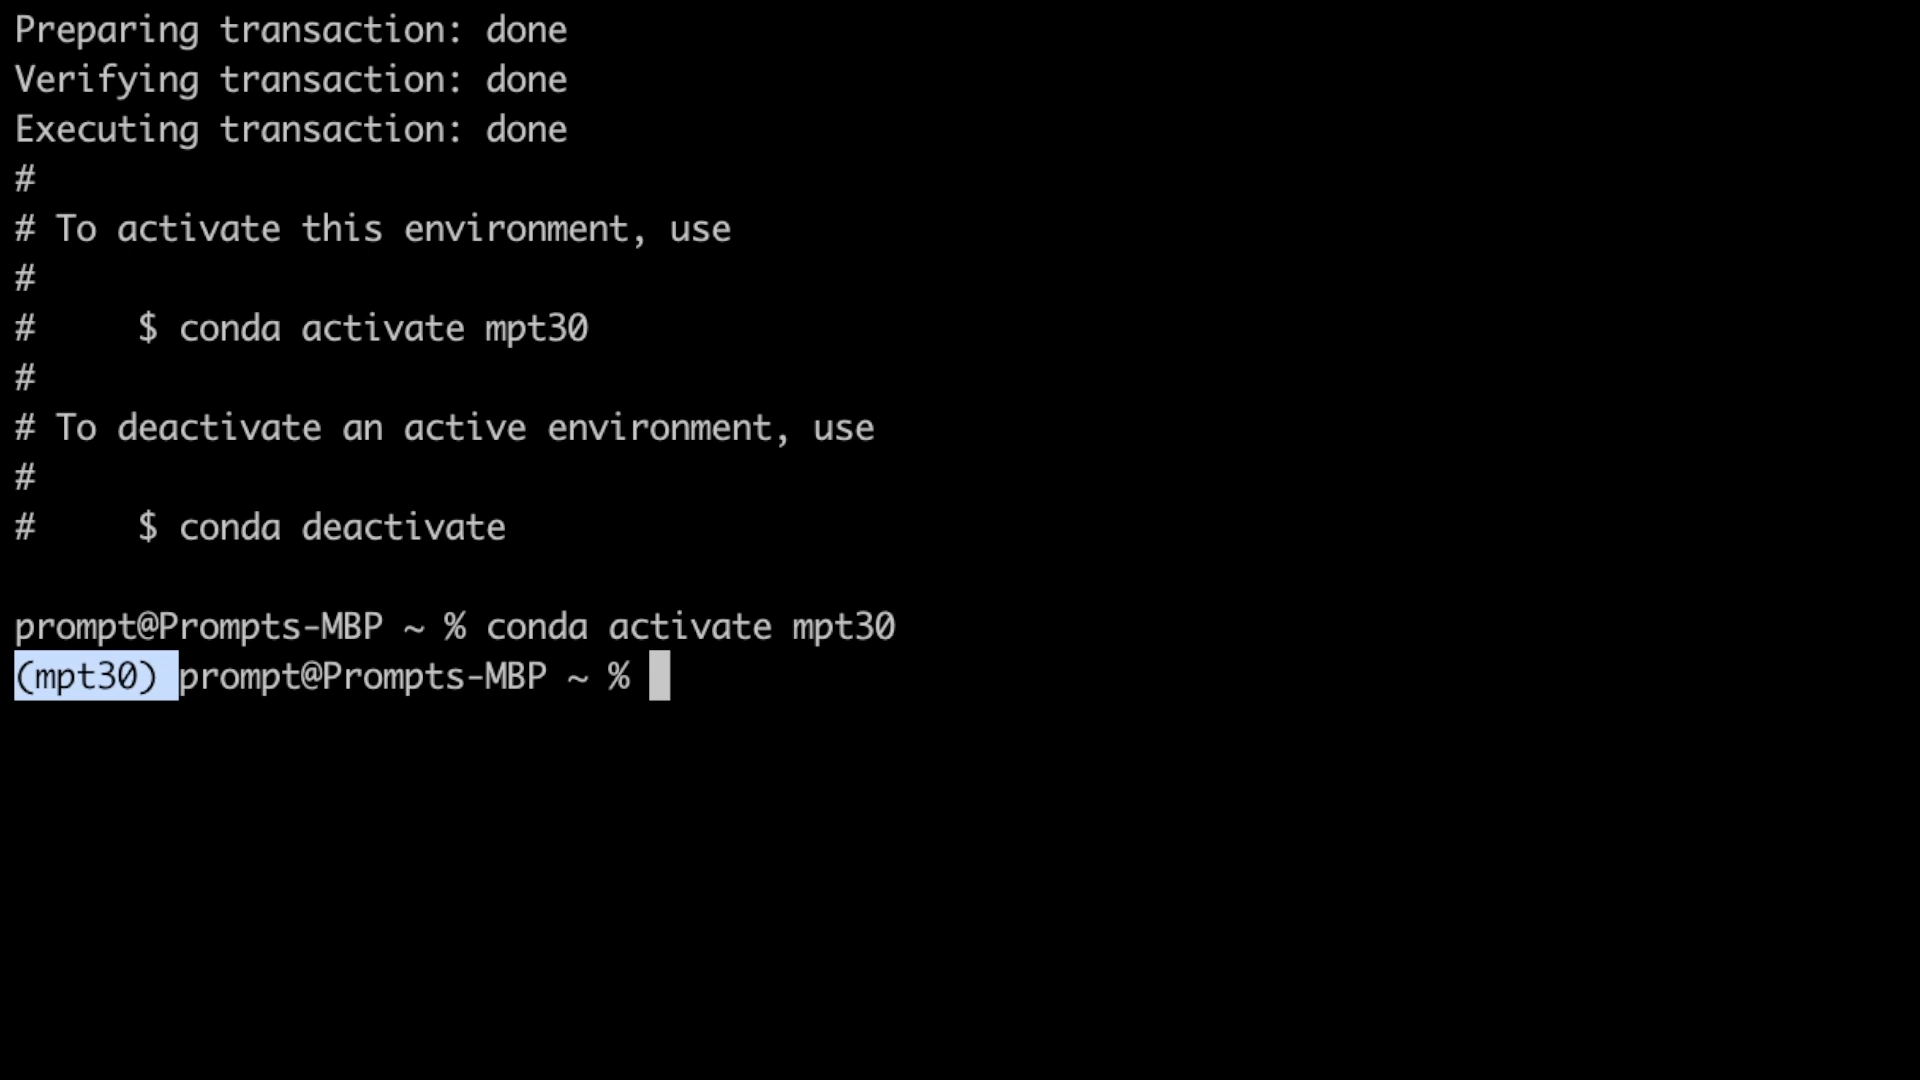 Preparing transaction: done
Verifying transaction: done
Executing transaction: done
#
# To activate this environment, use
#
#     $ conda activate mpt30
#
# To deactivate an active environment, use
#
#     $ conda deactivate

prompt@Prompts-MBP ~ % conda activate mpt30
(mpt30) prompt@Prompts-MBP ~ %